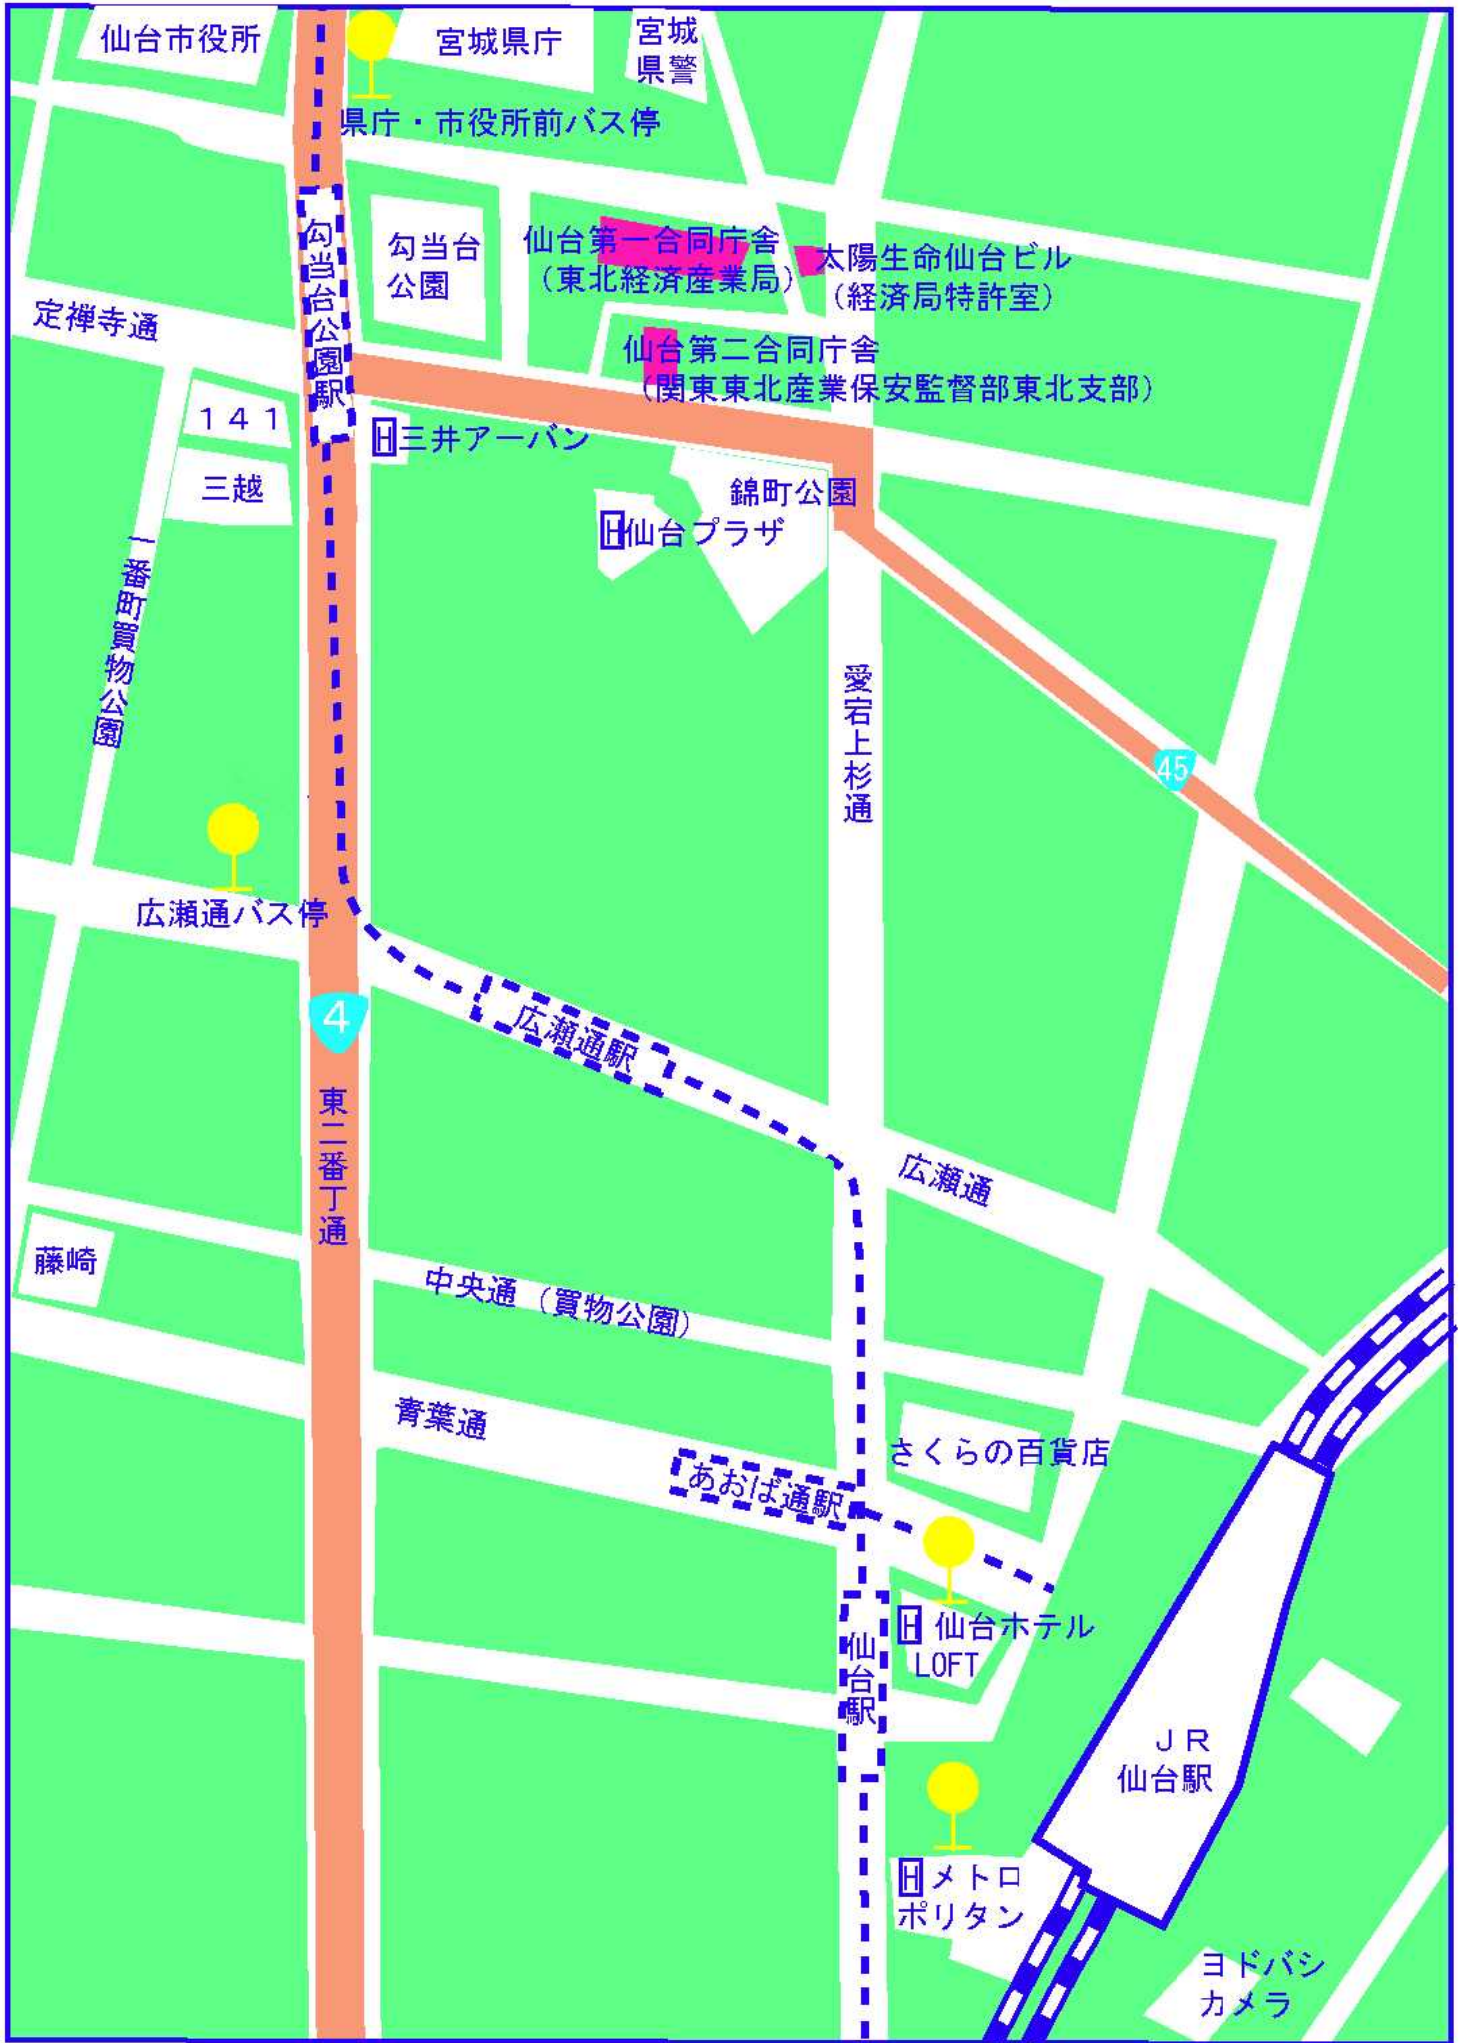 仙台市役所
宮城県庁
宮城
県警
県庁・市役所前バス停
勾当台公園駅
勾当台
公園
仙台第一合同庁舎
（東北経済産業局）
太陽生命仙台ビル
（経済局特許室）
定禅寺通
仙台第二合同庁舎
（関東東北産業保安監督部東北支部）
１４１
H三井アーバン
三越
錦町公園
H仙台プラザ
一番町買物公園
愛宕上杉通
45
広瀬通バス停
4
広瀬通駅
東二番丁通
広瀬通
藤崎
中央通（買物公園）
青葉通
さくらの百貨店
あおば通駅
H 仙台ホテル
LOFT
仙台駅
ＪＲ
仙台駅
Hメトロ
ポリタン
ヨドバシ
カメラ